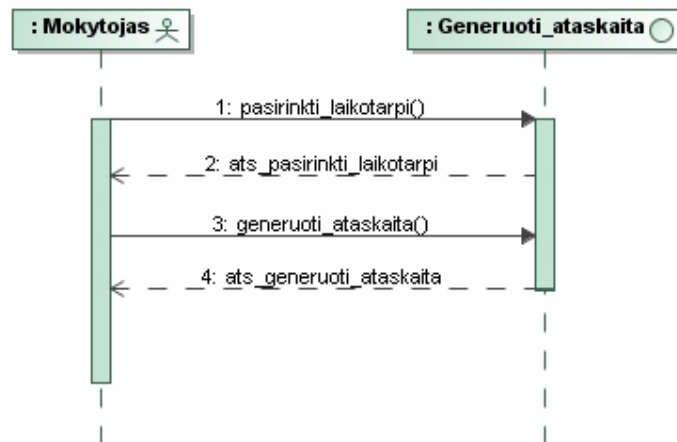 : Mokytojas
: Generuoti_ataskaita
1: pasirinkti_laikotarpi()
2: ats_pasirinkti_laikotarpi
3: generuoti_ataskaita()
4: ats_generuoti_ataskaita